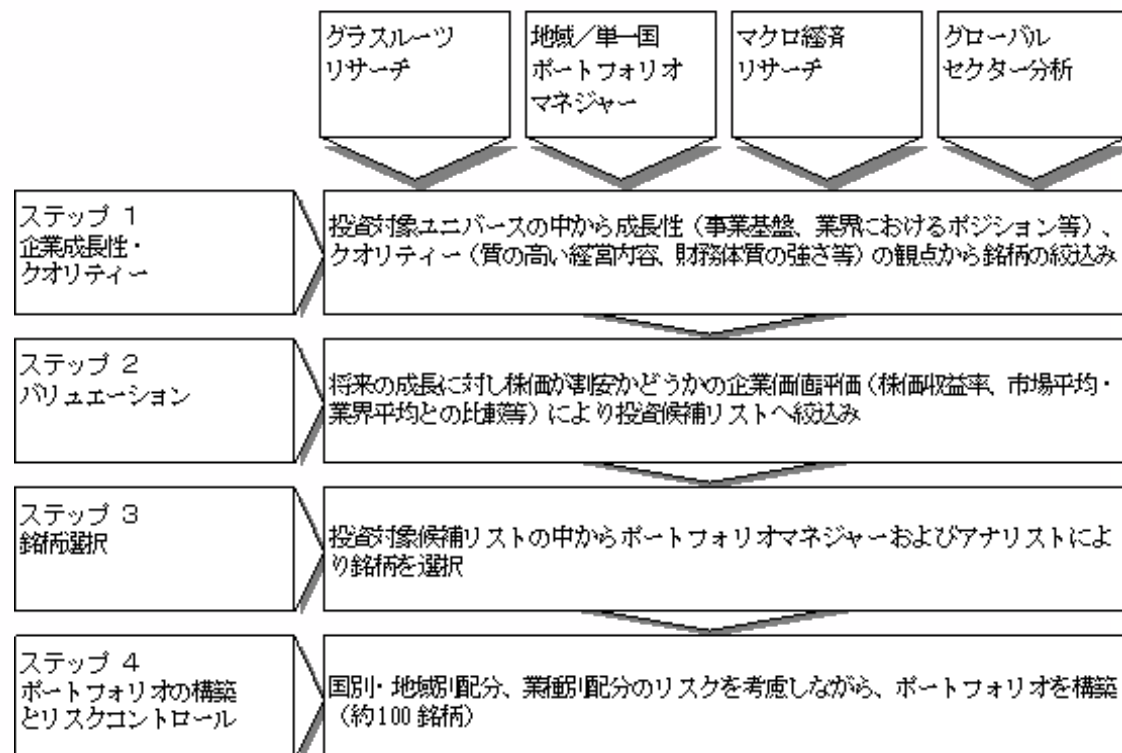 グラスルーツ
リサーチ
地域／単一国
ポートフォリオ
マネジャー
マクロ経済
リサーチ
グローバル
セクター分析
ステップ 1
企業成長性・
クオリティー
投資対象ユニバースの中から成長性（事業基盤、業界におけるポジション等）、
クオリティー（質の高い経営内容、財務体質の強さ等）の観点から銘柄の絞込み
ステップ 2
バリュエーション
将来の成長に対し株価が割安かどうかの企業価値評価（株価収益率、市場平均・
業界平均との比較等）により投資候補リストへ絞込み
ステップ 3
銘柄選択
投資対象候補リストの中からポートフォリオマネジャーおよびアナリストによ
り銘柄を選択
ステップ 4
ポートフォリオの構築
とリスクコントロール
国別・地域別配分、業種別配分のリスクを考慮しながら、ポートフォリオを構築
（約100 銘柄）